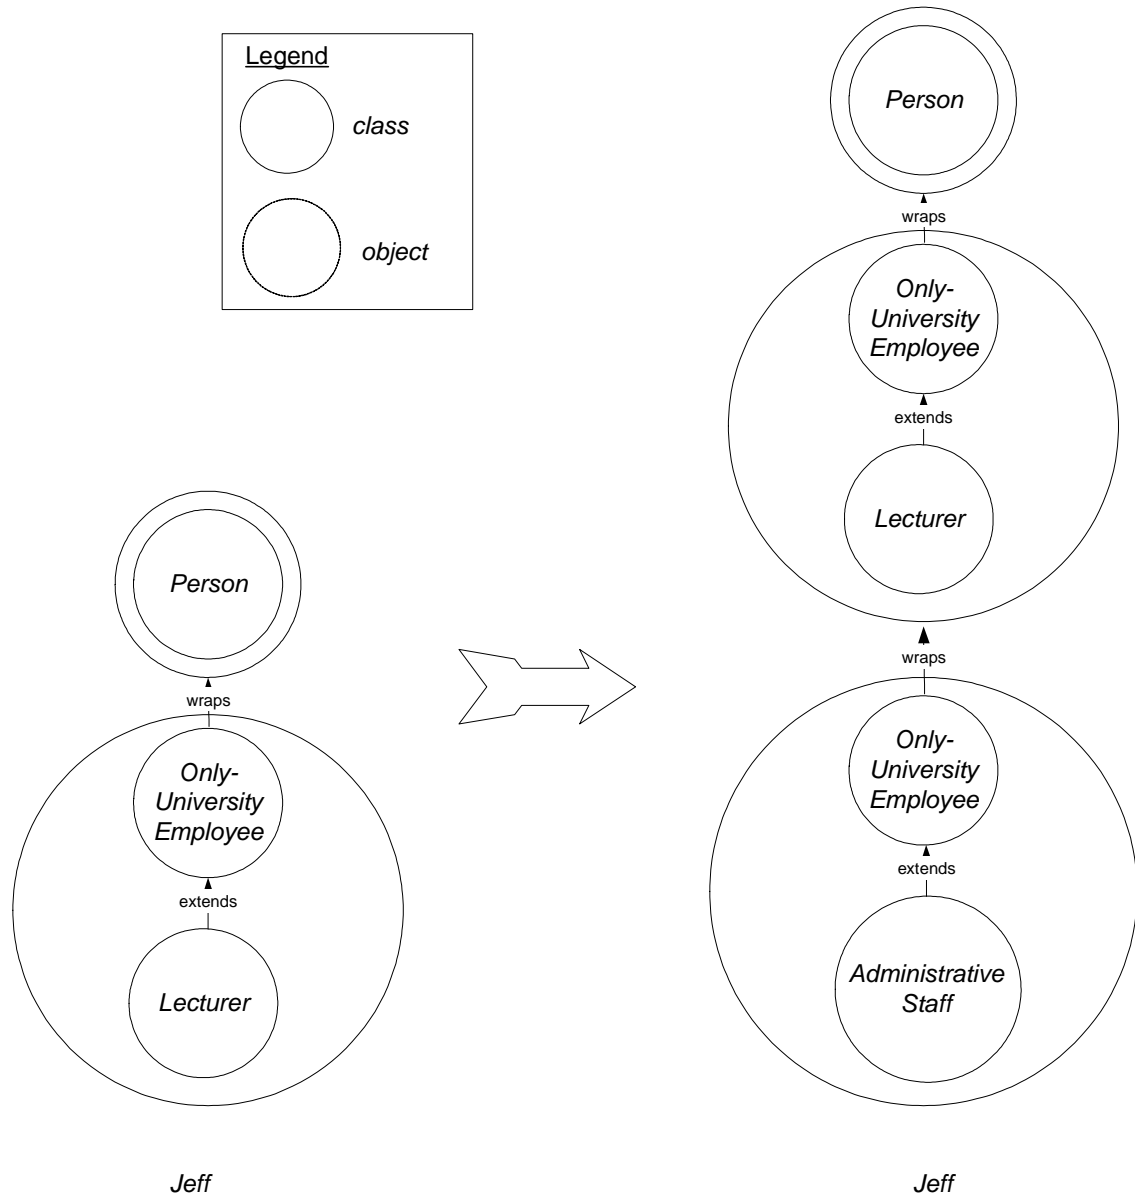 Legend
class
object
Person
wraps
Only-
University
Employee
extends
Lecturer
Jeff
Person
wraps
Only-
University
Employee
extends
Lecturer
wraps
Only-
University
Employee
extends
Administrative
Staff
Jeff